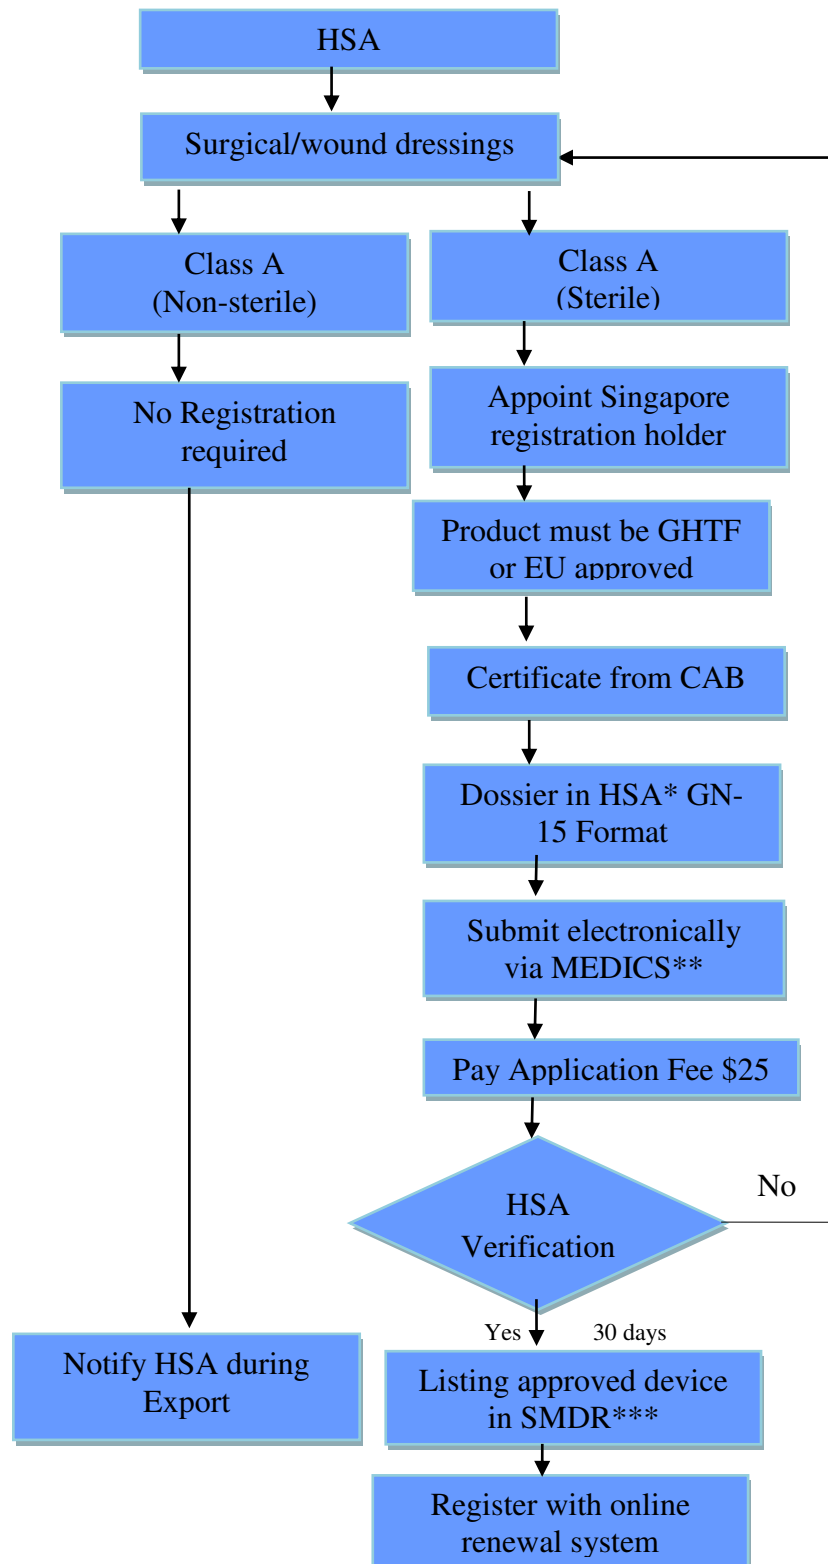 HSA
Surgical/wound dressings
Class A
(Non-sterile)
Class A
(Sterile)
No Registration
required
Appoint Singapore
registration holder
Product must be GHTF
or EU approved
Certificate from CAB
Dossier in HSA* GN-
15 Format
Submit electronically
via MEDICS**
Pay Application Fee $25
HSA
Verification
No
Yes
30 days
Notify HSA during
Export
Listing approved device
in SMDR***
Register with online
renewal system